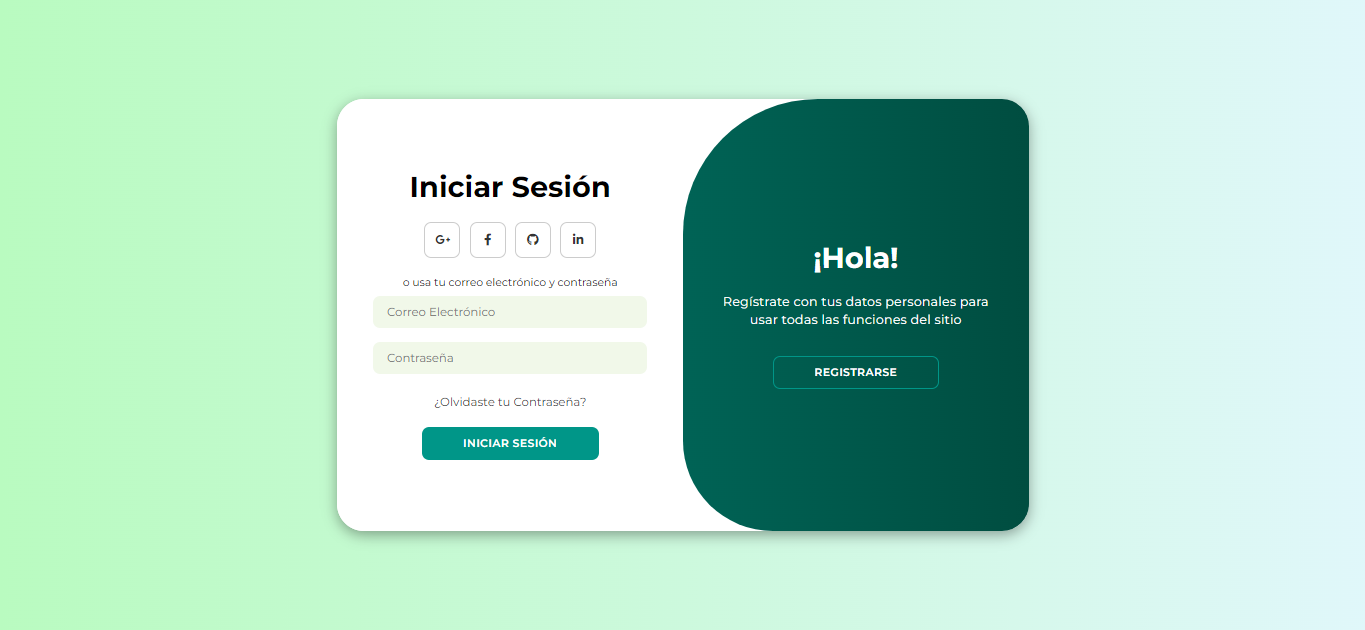 Iniciar Sesión
G+ f in
o usa tu correo electrónico y contraseña
Correo Electrónico
Contraseña
¿Olvidaste tu Contraseña?
INICIAR SESIÓN
¡Hola!
Regístrate con tus datos personales para
usar todas las funciones del sitio
REGISTRARSE